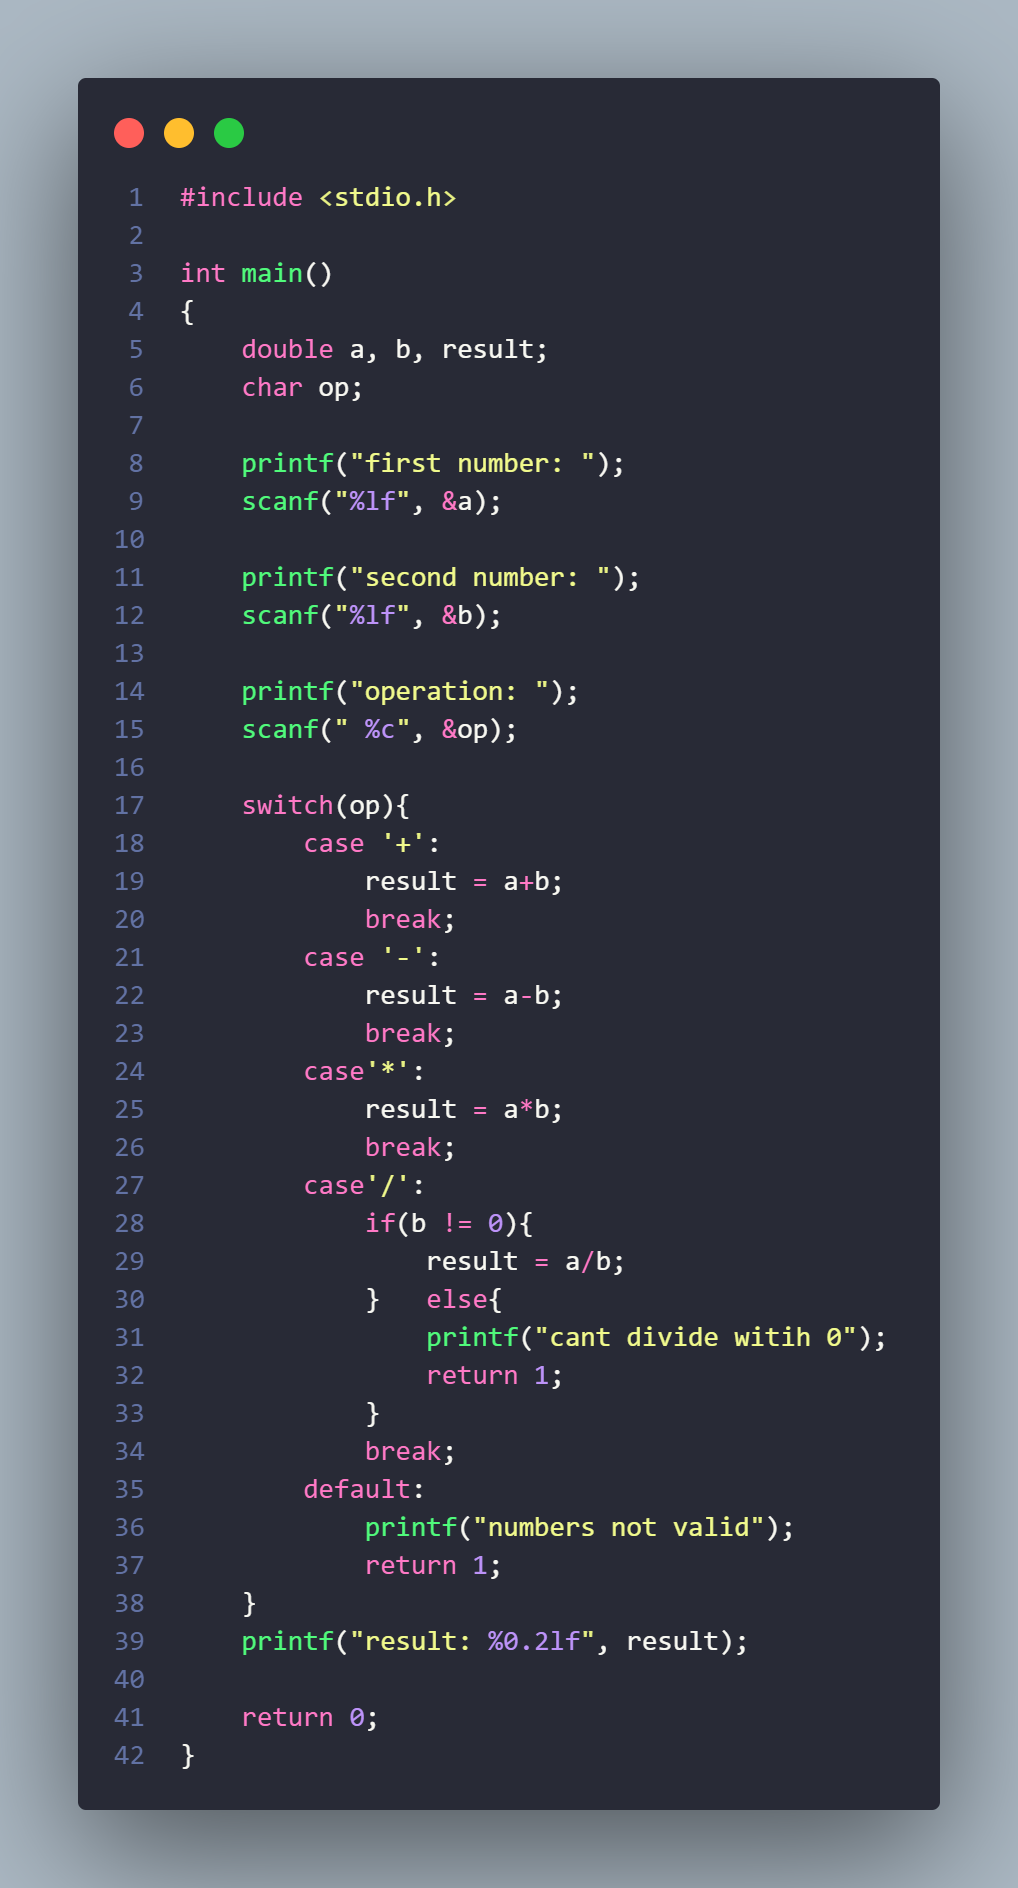 1 #include <stdio.h>
2
3 int main()
4 {
5     double a, b, result;
6     char op;
7
8     printf("first number: ");
9     scanf("%lf", &a);
10
11     printf("second number: ");
12     scanf("%lf", &b);
13
14     printf("operation: ");
15     scanf(" %c", &op);
16
17     switch(op){
18         case '+':
19             result = a+b;
20             break;
21         case '-':
22             result = a-b;
23             break;
24         case'*':
25             result = a*b;
26             break;
27         case'/':
28             if(b != 0){
29                 result = a/b;
30             }   else{
31                 printf("cant divide witih 0");
32                 return 1;
33             }
34             break;
35         default:
36             printf("numbers not valid");
37             return 1;
38     }
39     printf("result: %0.2lf", result);
40
41     return 0;
42 }